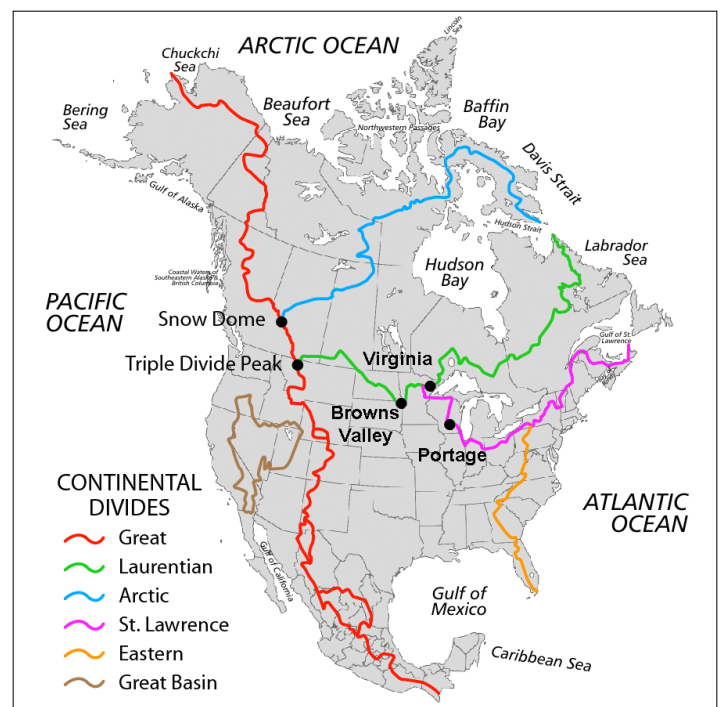 Lincoln
Sea
ARCTIC OCEAN
Chuckchi
Sea
Beaufort
Sea
Bering
Sea
Baffin
Bay
Northwestern Passages
Davis Strait
Gulf of Alaska
Hudson Strait
Labrador
Sea
Hudson
Bay
Coastal Waters of
Southeastern Alaska &
British Columbia
PACIFIC
OCEAN
Snow Dome
Gulf of St.
Lawrence
Triple Divide Peak
Virginia
Browns
Valley
Portage
CONTINENTAL
DIVIDES
Great
Laurentian
Arctic
St. Lawrence
Eastern
Great Basin
ATLANTIC
OCEAN
Gulf of California
Gulf of
Mexico
Caribbean Sea